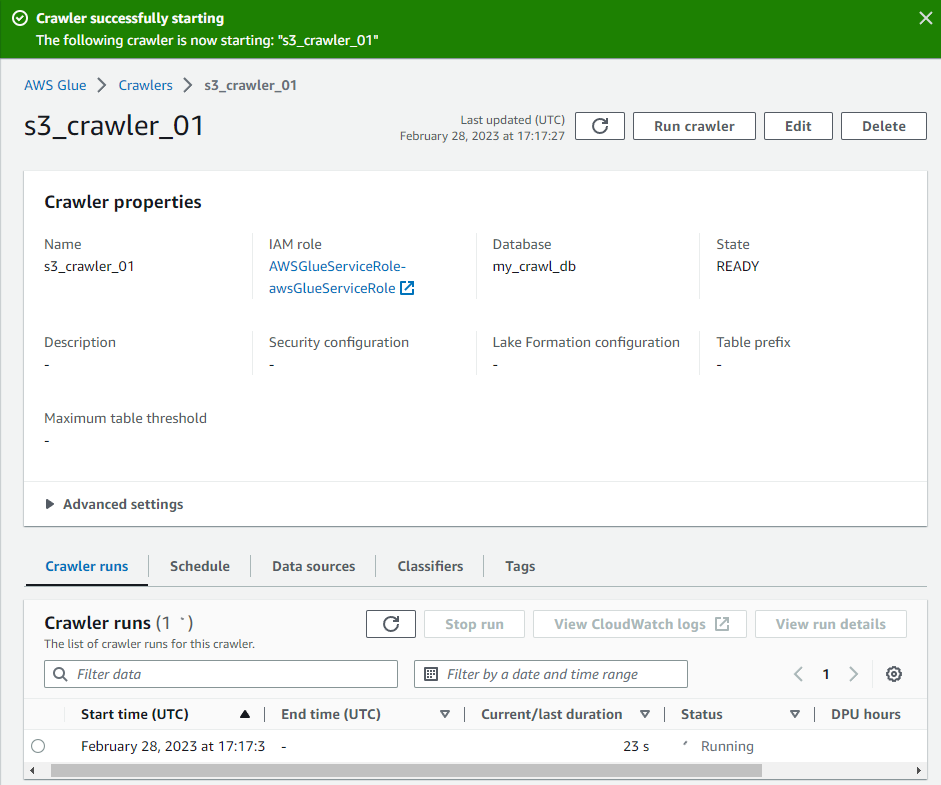 Crawler successfully starting
The following crawler is now starting: "s3_crawler_01"
AWS Glue Crawlers s3_crawler_01
s3_crawler_01
Last updated (UTC)
February 28, 2023 at 17:17:27
Run crawler
Edit
Delete
Crawler properties
Name
s3_crawler_01
IAM role
AWSGlueServiceRole-
awsGlueServiceRole
Database
my_crawl_db
State
READY
Description
-
Security configuration
-
Lake Formation configuration
-
Table prefix
-
Maximum table threshold
-
Advanced settings
Crawler runs
Schedule
Data sources
Classifiers
Tags
Crawler runs (1 )
The list of crawler runs for this crawler.
Stop run
View CloudWatch logs
View run details
Filter data
Filter by a date and time range
1
Start time (UTC) End time (UTC) Current/last duration Status DPU hours
February 28, 2023 at 17:17:3 - 23 s Running